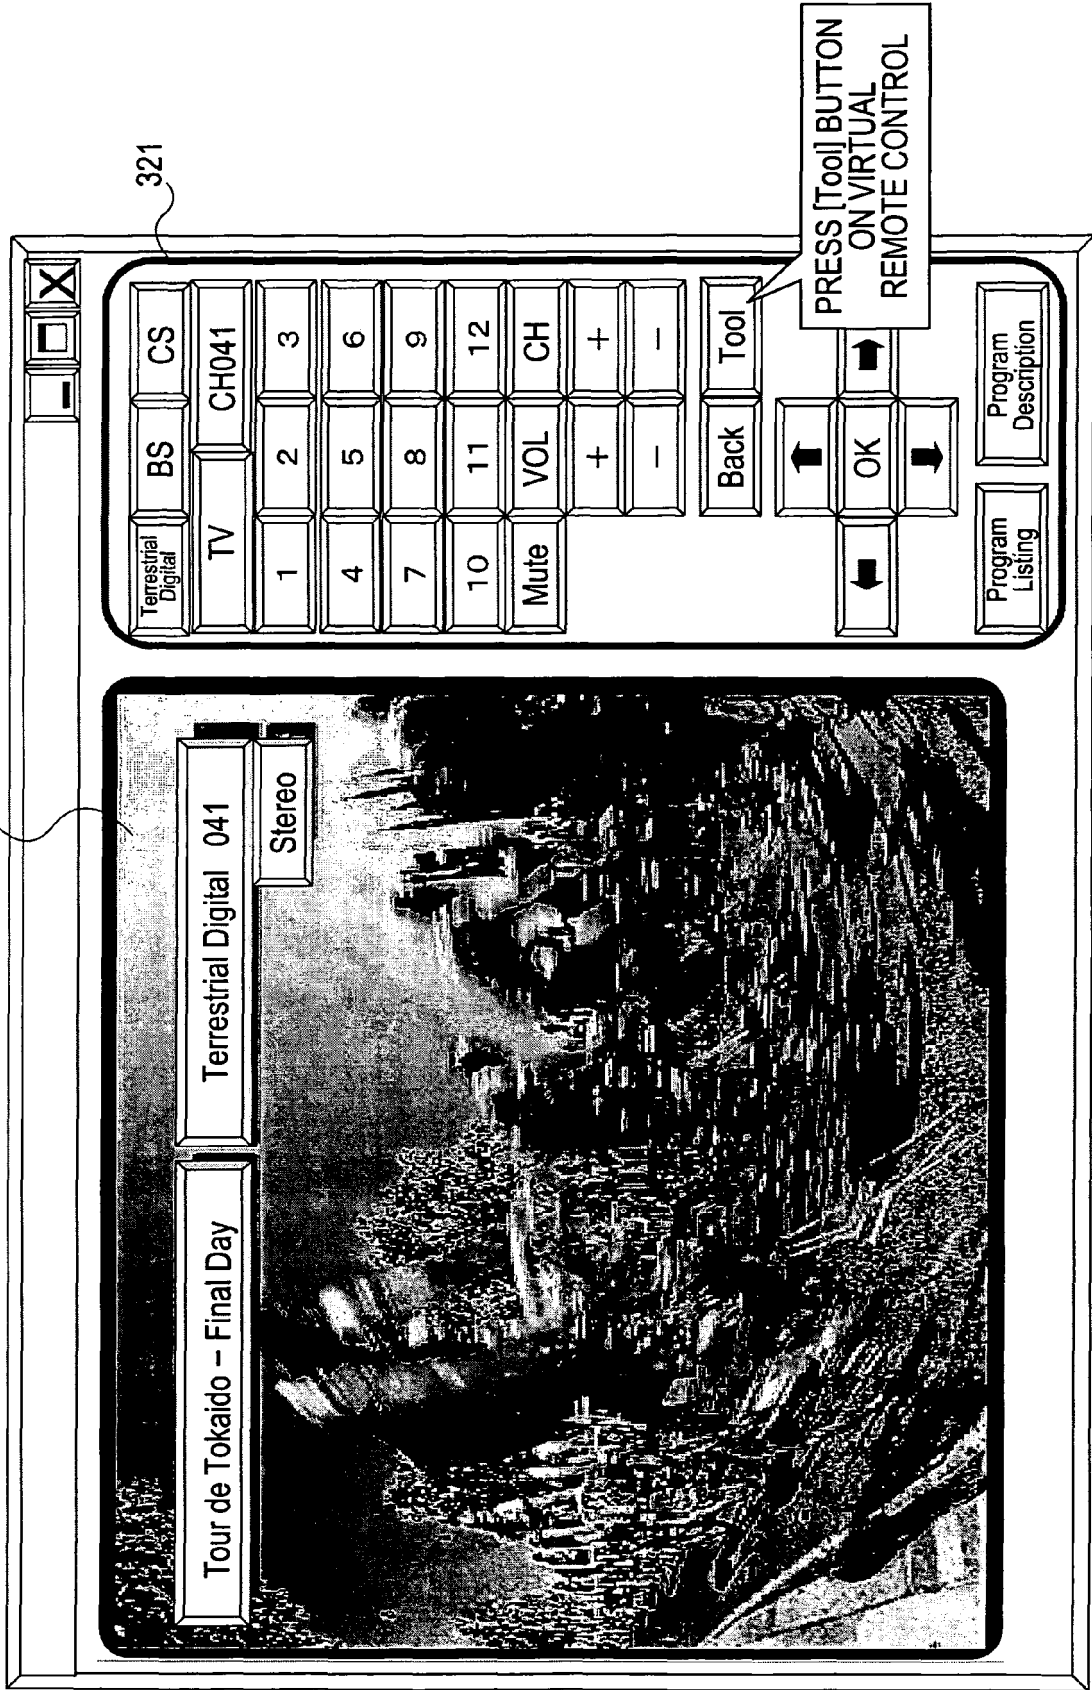 321
Tour de Tokaido – Final Day
Terrestrial Digital 041
Stereo
Terrestrial
Digital
BS
CS
TV
CH041
1
2
3
4
5
6
7
8
9
10
11
12
Mute
VOL
CH
+
+
–
–
Back
Tool
PRESS [Tool] BUTTON
ON VIRTUAL
REMOTE CONTROL
OK
Program
Listing
Program
Description